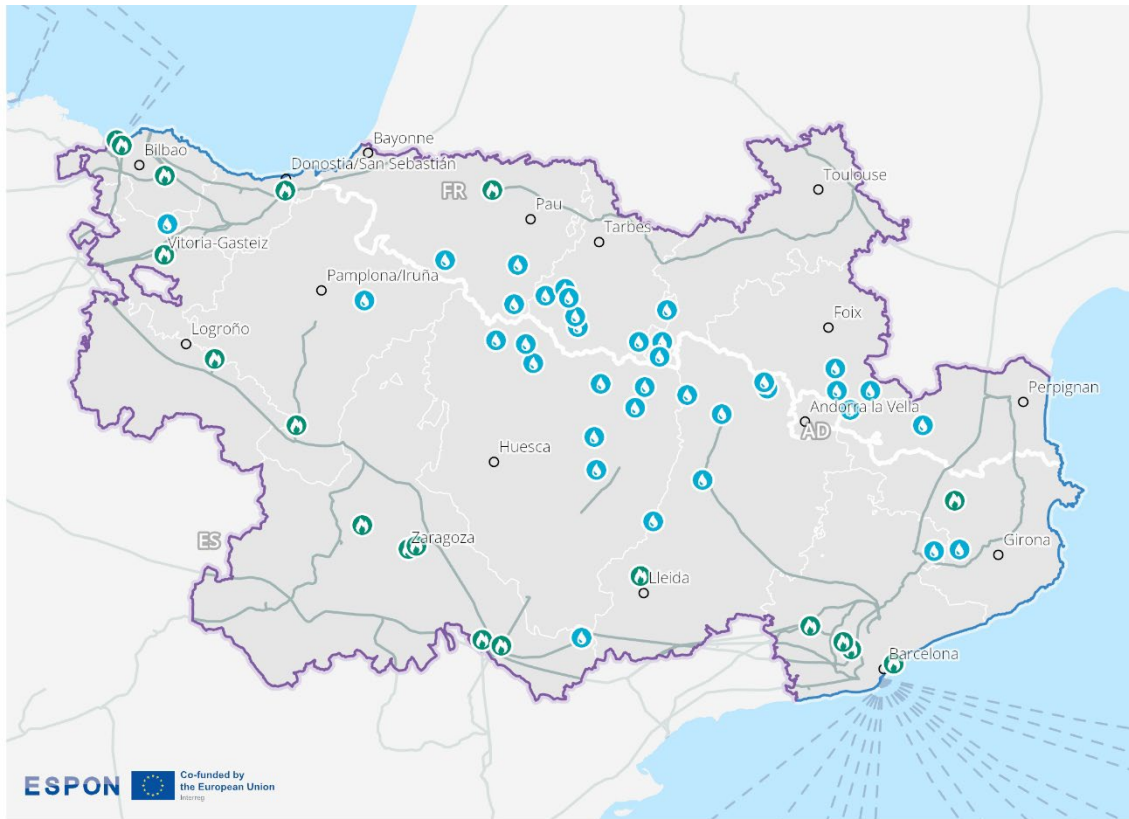 Bayonne
Bilbao
Donostia/San Sebastián
Toulouse
FR
Pau
Tarbes
Vitoria-Gasteiz
Pamplona/Iruña
Foix
Logroño
Perpignan
Andorra la Vella
AD
Huesca
ES
Zaragoza
Girona
Lleida
Barcelona
ESPON
Co-funded by
the European Union
Interreg